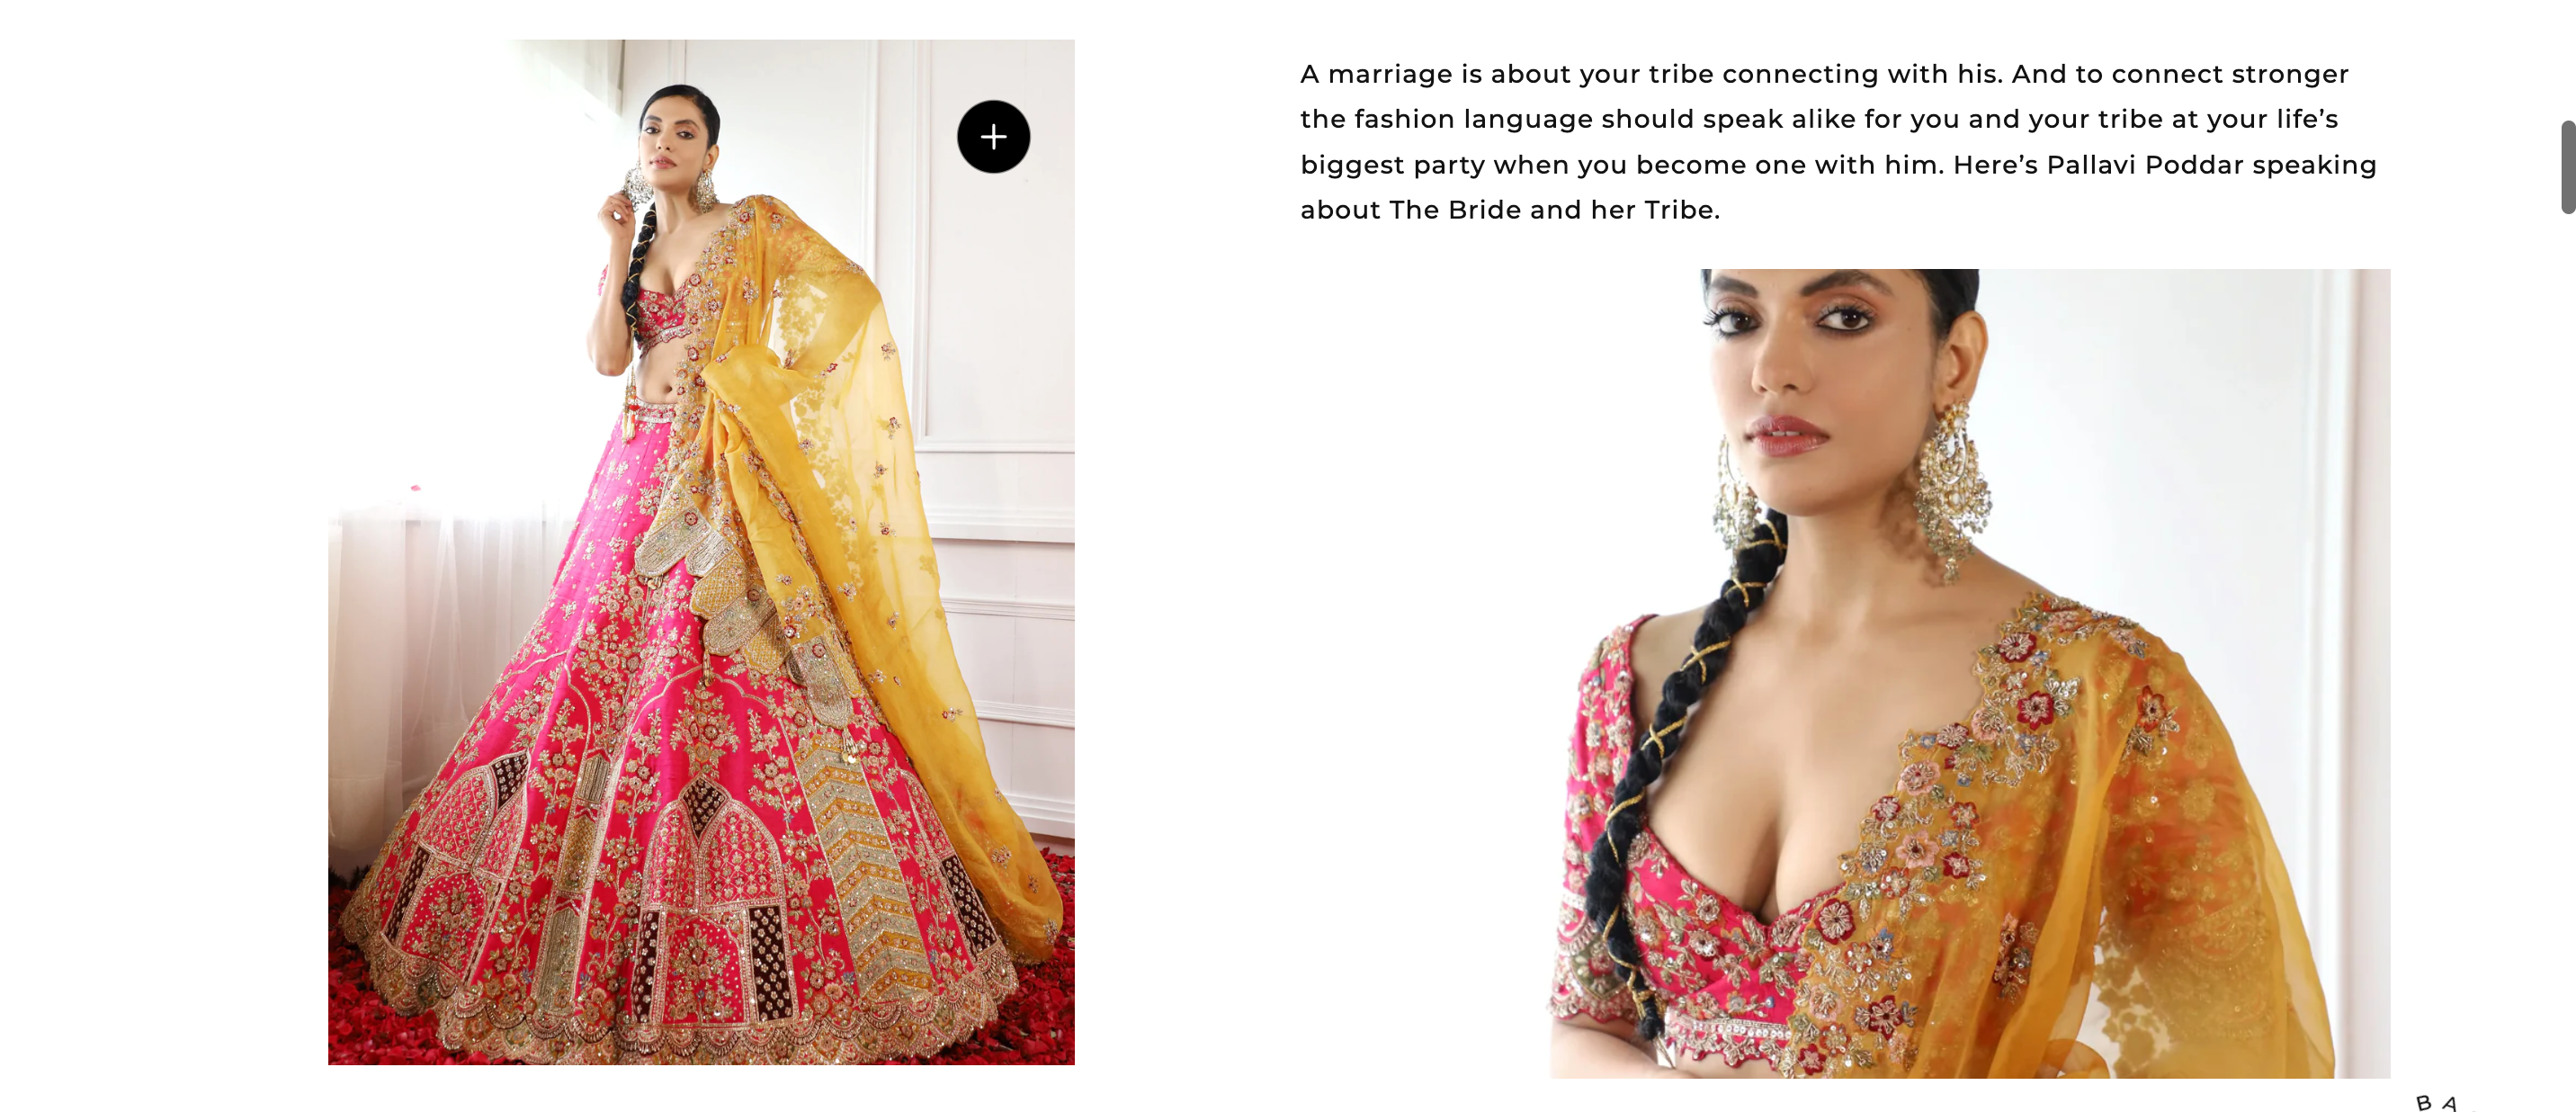 A marriage is about your tribe connecting with his. And to connect stronger
the fashion language should speak alike for you and your tribe at your life’s
biggest party when you become one with him. Here’s Pallavi Poddar speaking
about The Bride and her Tribe.
B A